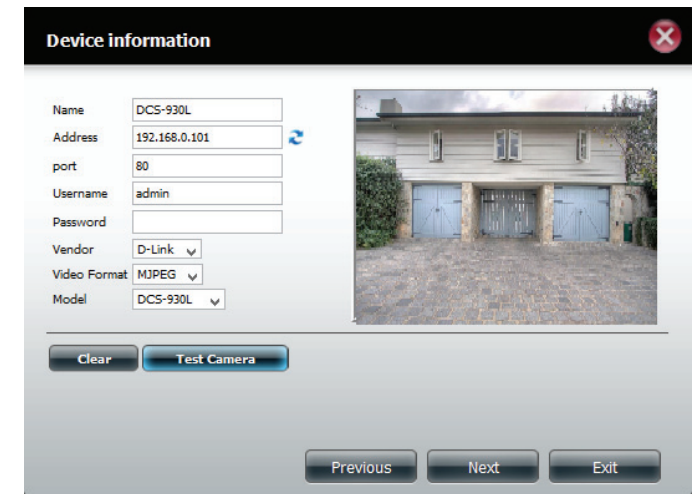 Device information
Name DCS-930L
Address 192.168.0.101
port 80
Username admin
Password
Vendor D-Link
Video Format MJPEG
Model DCS-930L
Clear Test Camera
Previous Next Exit